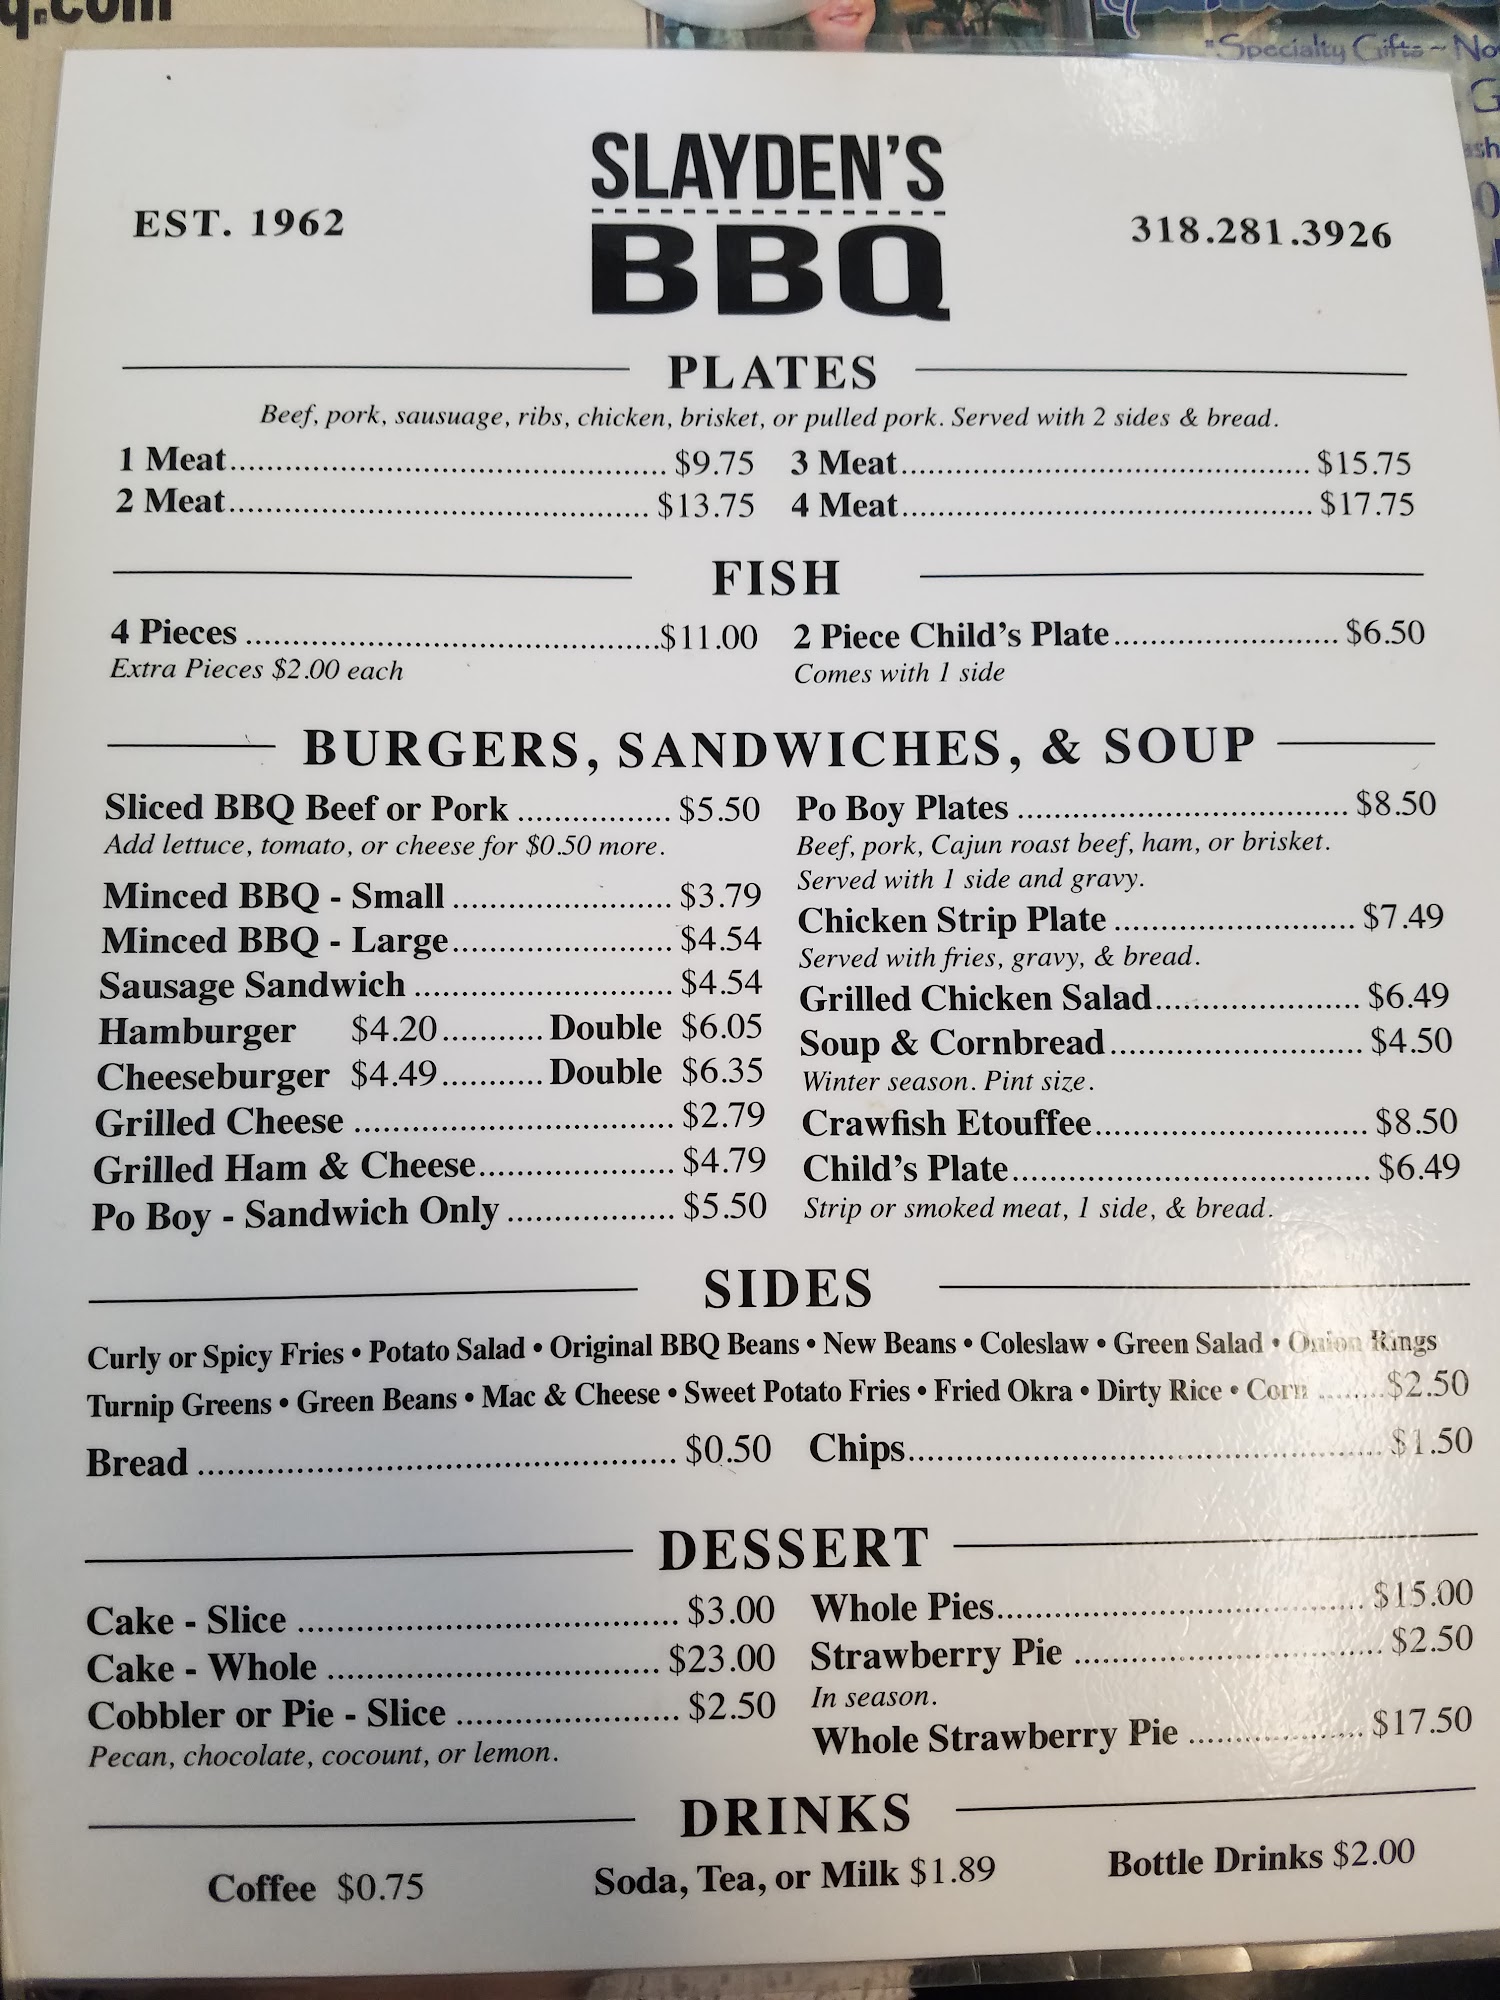 q.com
"Specialty Gifts ~ No
G
ash
SLAYDEN'S
BBQ
EST. 1962
318.281.3926
PLATES
Beef, pork, sausuage, ribs, chicken, brisket, or pulled pork. Served with 2 sides & bread.
1 Meat........ $9.75 3 Meat........ $15.75
2 Meat........ $13.75 4 Meat........ $17.75
FISH
4 Pieces ........$11.00 2 Piece Child's Plate........ $6.50
Extra Pieces $2.00 each Comes with 1 side
BURGERS, SANDWICHES, & SOUP
Sliced BBQ Beef or Pork ........ $5.50
Add lettuce, tomato, or cheese for $0.50 more.
Minced BBQ - Small ........ $3.79
Minced BBQ - Large........ $4.54
Sausage Sandwich ........ $4.54
Hamburger $4.20........ Double $6.05
Cheeseburger $4.49........ Double $6.35
Grilled Cheese ........ $2.79
Grilled Ham & Cheese........ $4.79
Po Boy - Sandwich Only ........ $5.50
Po Boy Plates ........ $8.50
Beef, pork, Cajun roast beef, ham, or brisket.
Served with 1 side and gravy.
Chicken Strip Plate ........ $7.49
Served with fries, gravy, & bread.
Grilled Chicken Salad........ $6.49
Soup & Cornbread........ $4.50
Winter season. Pint size.
Crawfish Etouffee........ $8.50
Child's Plate........ $6.49
Strip or smoked meat, 1 side, & bread.
SIDES
Curly or Spicy Fries • Potato Salad • Original BBQ Beans • New Beans • Coleslaw • Green Salad • Onion Rings
Turnip Greens • Green Beans • Mac & Cheese • Sweet Potato Fries • Fried Okra • Dirty Rice • Corn ........$2.50
Bread ........ $0.50 Chips........ $1.50
DESSERT
Cake - Slice ........ $3.00
Cake - Whole ........ $23.00
Cobbler or Pie - Slice ........ $2.50
Pecan, chocolate, cocount, or lemon.
Whole Pies........ $15.00
Strawberry Pie ........ $2.50
In season.
Whole Strawberry Pie ........ $17.50
DRINKS
Coffee $0.75 Soda, Tea, or Milk $1.89 Bottle Drinks $2.00